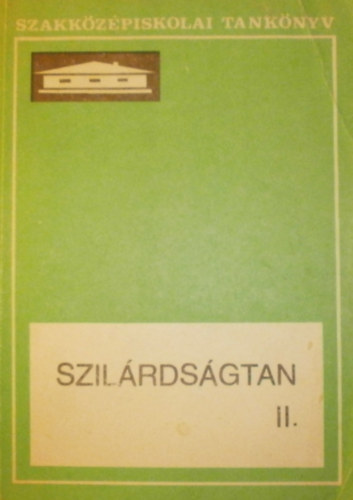 SZAKKÖZÉPISKOLAI TANKÖNYV
SZILÁRDSÁGTAN
II.